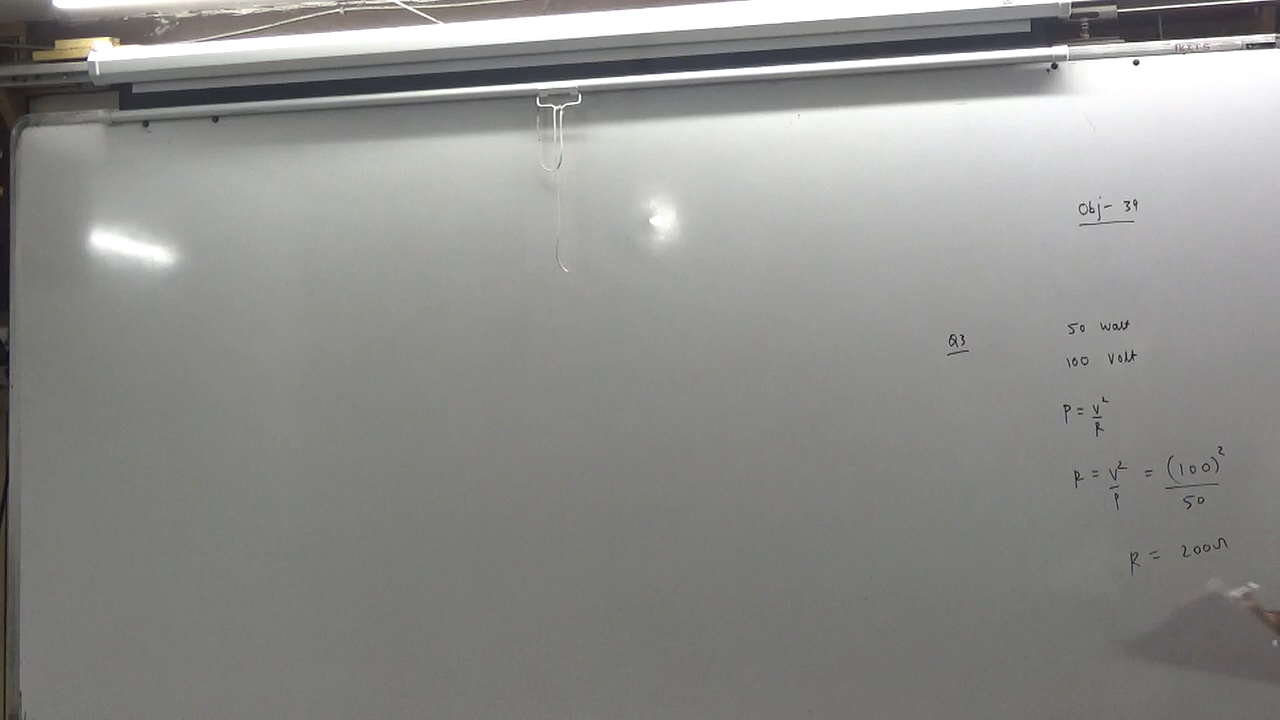 Obj- 39
Q3
50 watt
100 volt
P = V²/R
R = V²/P = (100)²/50
R = 200Ω